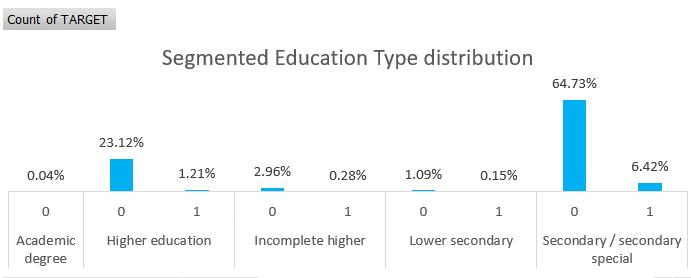 Count of TARGET
Segmented Education Type distribution
64.73%
23.12%
6.42%
2.96%
1.21%
1.09%
0.04%
0.28%
0.15%
0 0 1 0 1 0 1 0 1
Academic degree Higher education Incomplete higher Lower secondary Secondary / secondary special